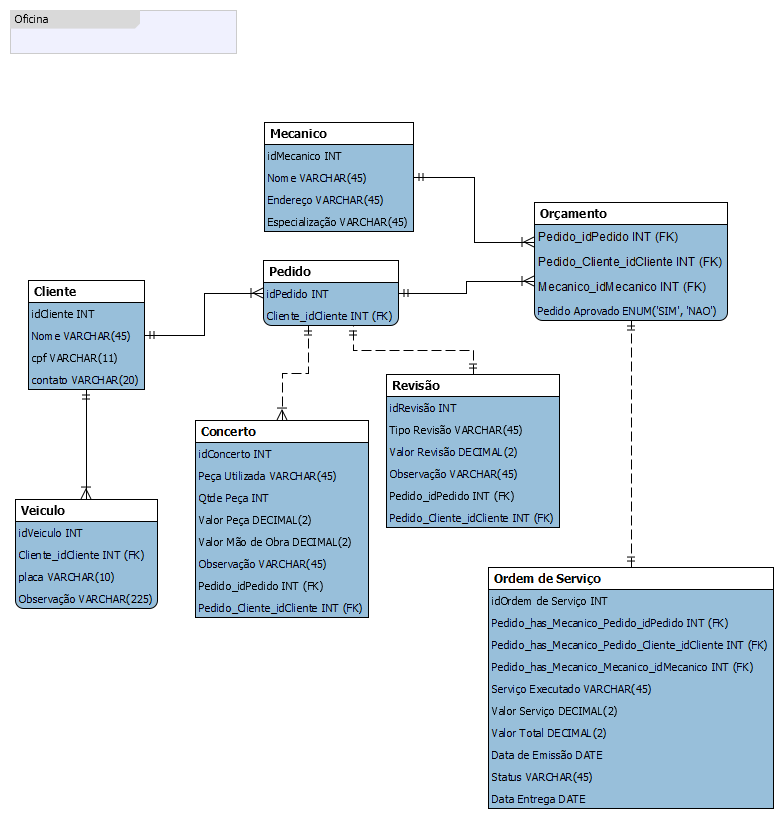 Oficina
Mecanico
idMecanico INT
Nome VARCHAR(45)
Endereço VARCHAR(45)
Especialização VARCHAR(45)
Orçamento
Pedido_idPedido INT (FK)
Pedido_Cliente_idCliente INT (FK)
Mecanico_idMecanico INT (FK)
Pedido Aprovado ENUM('SIM', 'NAO')
Pedido
idPedido INT
Cliente_idCliente INT (FK)
Cliente
idCliente INT
Nome VARCHAR(45)
cpf VARCHAR(11)
contato VARCHAR(20)
Revisão
idRevisão INT
Tipo Revisão VARCHAR(45)
Valor Revisão DECIMAL(2)
Observação VARCHAR(45)
Pedido_idPedido INT (FK)
Pedido_Cliente_idCliente INT (FK)
Concerto
idConcerto INT
Peça Utilizada VARCHAR(45)
Qtde Peça INT
Valor Peça DECIMAL(2)
Valor Mão de Obra DECIMAL(2)
Observação VARCHAR(45)
Pedido_idPedido INT (FK)
Pedido_Cliente_idCliente INT (FK)
Veiculo
idVeiculo INT
Cliente_idCliente INT (FK)
placa VARCHAR(10)
Observação VARCHAR(225)
Ordem de Serviço
idOrdem de Serviço INT
Pedido_has_Mecanico_Pedido_idPedido INT (FK)
Pedido_has_Mecanico_Pedido_Cliente_idCliente INT (FK)
Pedido_has_Mecanico_Mecanico_idMecanico INT (FK)
Serviço Executado VARCHAR(45)
Valor Serviço DECIMAL(2)
Valor Total DECIMAL(2)
Data de Emissão DATE
Status VARCHAR(45)
Data Entrega DATE